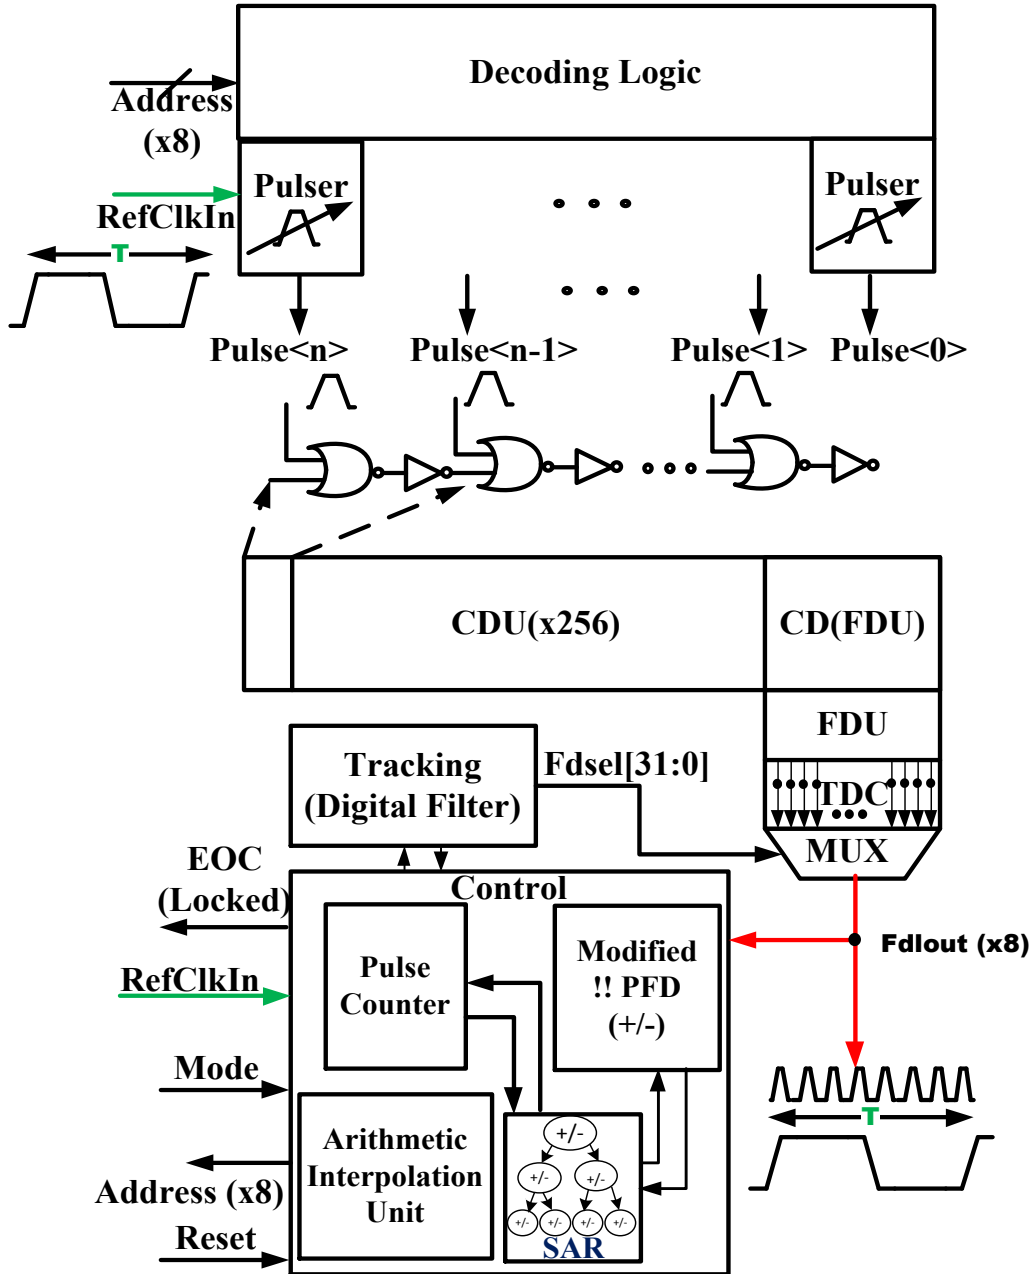 Decoding Logic
Address
(x8)
Pulser
Pulser
RefClkIn
T
Pulse<n>
Pulse<n-1>
Pulse<1>
Pulse<0>
CDU(x256)
CD(FDU)
FDU
TDC
MUX
Tracking
(Digital Filter)
Fdsel[31:0]
EOC
(Locked)
Control
Fdlout (x8)
RefClkIn
Pulse
Counter
Modified
!! PFD
(+/-)
Mode
T
Arithmetic
Interpolation
Unit
+/-
+/-
+/-
+/-
+/-
+/-
+/-
SAR
Address (x8)
Reset